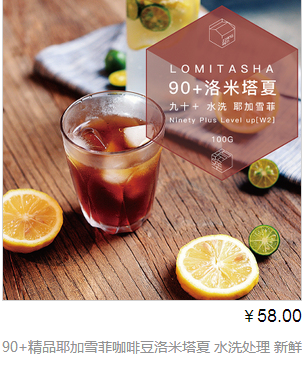 LOMITASHA
90+洛米塔夏
九十+ 水洗 耶加雪菲
Ninety Plus Level up[W2]
100G
￥58.00
90+精品耶加雪菲咖啡豆洛米塔夏 水洗处理 新鲜